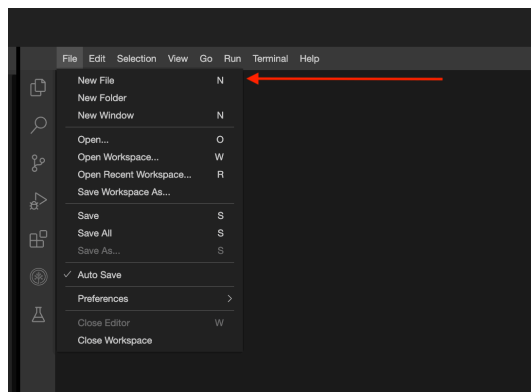 File Edit Selection View Go Run Terminal Help
New File N
New Folder
New Window N
Open... O
Open Workspace... W
Open Recent Workspace... R
Save Workspace As...
Save S
Save All S
Save As... S
Auto Save
Preferences
Close Editor W
Close Workspace